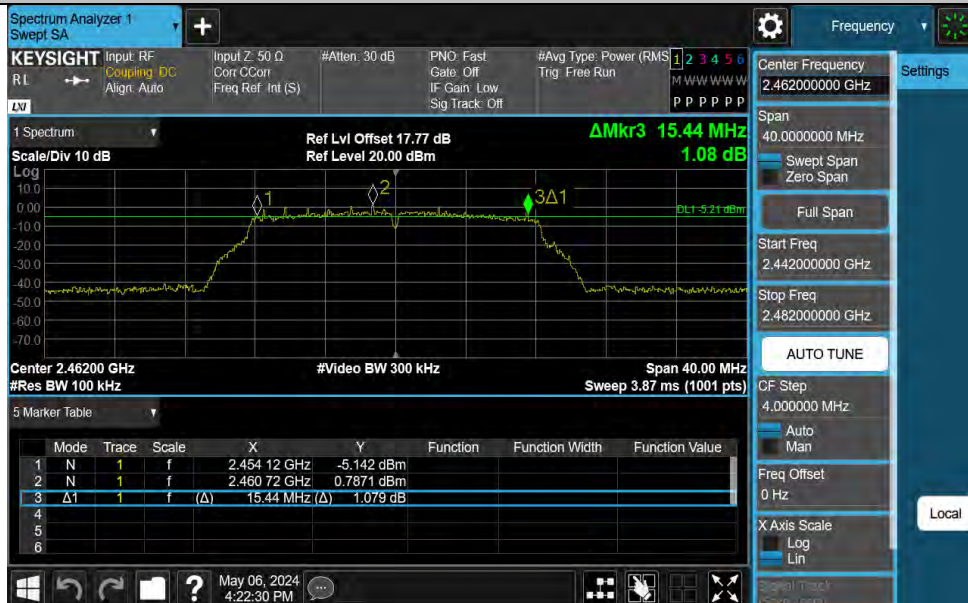 Spectrum Analyzer 1
Swept SA
+
Frequency
KEYSIGHT Input: RF Input Z: 50 Ω #Atten: 30 dB PNO: Fast #Avg Type: Power (RMS 1 2 3 4 5 6
RL Coupling: DC Corr CCorr Gate: Off Trig: Free Run M W W W W W
Align: Auto Freq Ref: Int (S) IF Gain: Low
LXI Sig Track: Off P P P P P P
1 Spectrum
Ref Lvl Offset 17.77 dB
ΔMkr3 15.44 MHz
Scale/Div 10 dB
Ref Level 20.00 dBm
1.08 dB
Log
10.0
0.00
-10.0
-20.0
-30.0
-40.0
-50.0
-60.0
-70.0
1
2
3Δ1
DL1 -5.21 dBm
Center 2.46200 GHz #Video BW 300 kHz Span 40.00 MHz
#Res BW 100 kHz Sweep 3.87 ms (1001 pts)
5 Marker Table
Mode Trace Scale X Y Function Function Width Function Value
1 N 1 f 2.454 12 GHz -5.142 dBm
2 N 1 f 2.460 72 GHz 0.7871 dBm
3 Δ1 1 f (Δ) 15.44 MHz (Δ) 1.079 dB
4
5
6
?
May 06, 2024
4:22:30 PM
Center Frequency
2.462000000 GHz
Span
40.0000000 MHz
Swept Span
Zero Span
Full Span
Start Freq
2.442000000 GHz
Stop Freq
2.482000000 GHz
AUTO TUNE
CF Step
4.000000 MHz
Auto
Man
Freq Offset
0 Hz
X Axis Scale
Log
Lin
Signal Track
Settings
Local